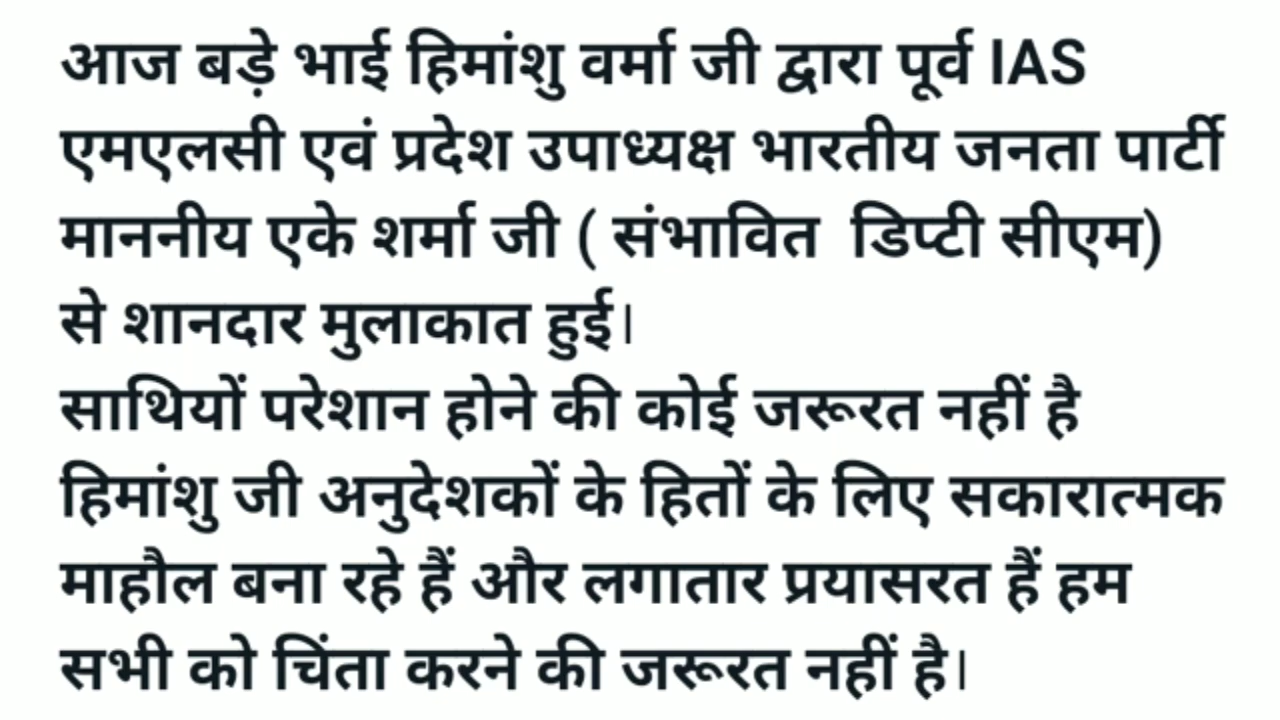 आज बड़े भाई हिमांशु वर्मा जी द्वारा पूर्व IAS
एमएलसी एवं प्रदेश उपाध्यक्ष भारतीय जनता पार्टी
माननीय एके शर्मा जी ( संभावित  डिप्टी सीएम)
से शानदार मुलाकात हुई।
साथियों परेशान होने की कोई जरूरत नहीं है
हिमांशु जी अनुदेशकों के हितों के लिए सकारात्मक
माहौल बना रहे हैं और लगातार प्रयासरत हैं हम
सभी को चिंता करने की जरूरत नहीं है।